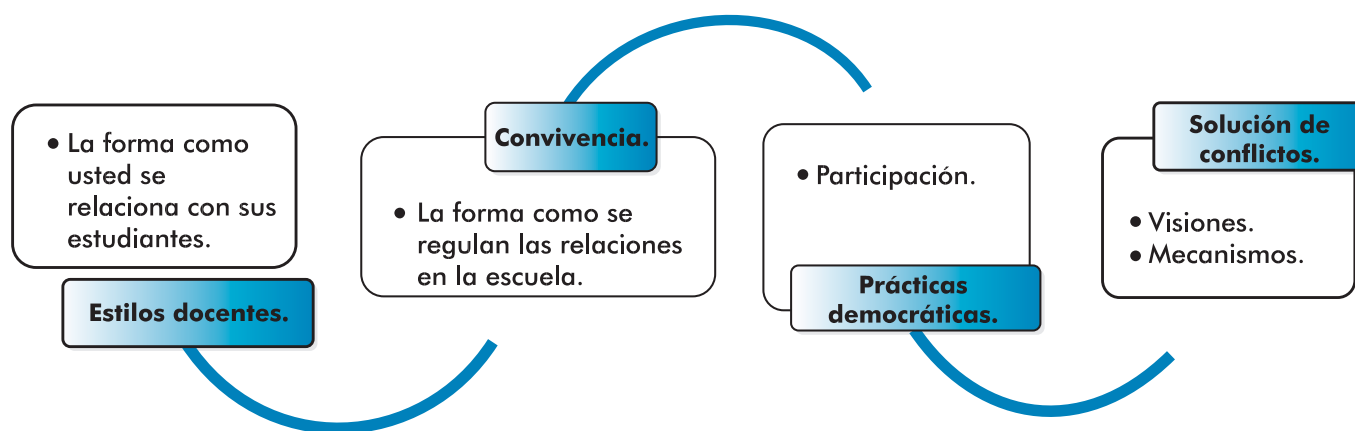 ● La forma como
usted se
relaciona con sus
estudiantes.
Estilos docentes.
Convivencia.
● La forma como se
regulan las relaciones
en la escuela.
● Participación.
Prácticas
democráticas.
Solución de
conflictos.
● Visiones.
● Mecanismos.